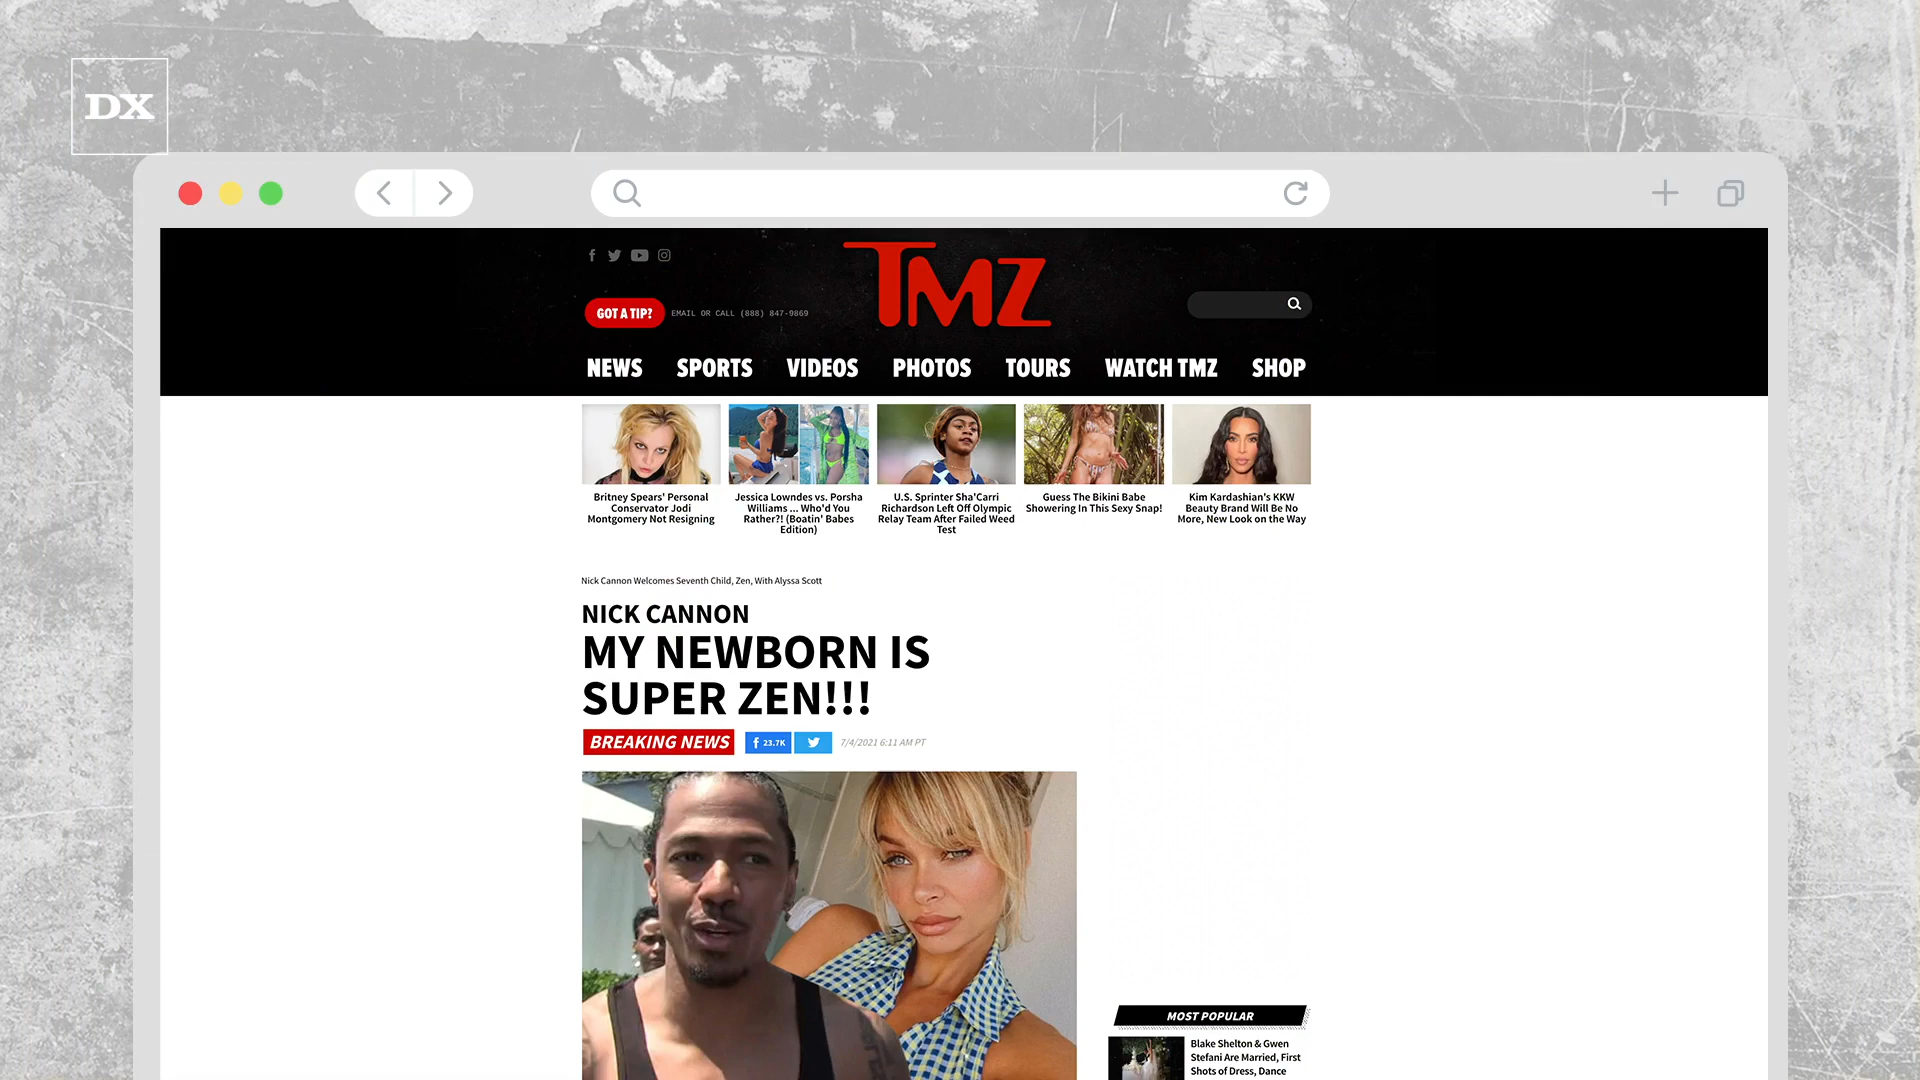 DX
TMZ
GOT A TIP?
EMAIL OR CALL (888) 847-9869
NEWS
SPORTS
VIDEOS
PHOTOS
TOURS
WATCH TMZ
SHOP
Britney Spears' Personal
Conservator Jodi
Montgomery Not Resigning
Jessica Lowndes vs. Porsha
Williams ... Who'd You
Rather?! (Boatin' Babes
Edition)
U.S. Sprinter Sha'Carri
Richardson Left Off Olympic
Relay Team After Failed Weed
Test
Guess The Bikini Babe
Showering In This Sexy Snap!
Kim Kardashian's KKW
Beauty Brand Will Be No
More, New Look on the Way
Nick Cannon Welcomes Seventh Child, Zen, With Alyssa Scott
NICK CANNON
MY NEWBORN IS
SUPER ZEN!!!
BREAKING NEWS
23.7K
7/4/2021 6:11 AM PT
MOST POPULAR
Blake Shelton & Gwen
Stefani Are Married, First
Shots of Dress, Dance